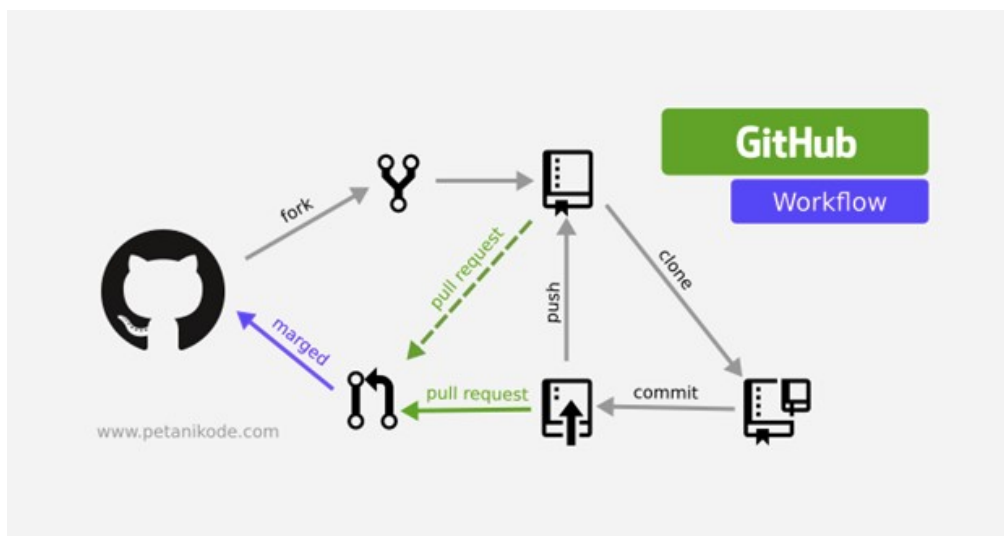 GitHub
Workflow
fork
pull request
clone
push
marged
pull request
commit
www.petanikode.com